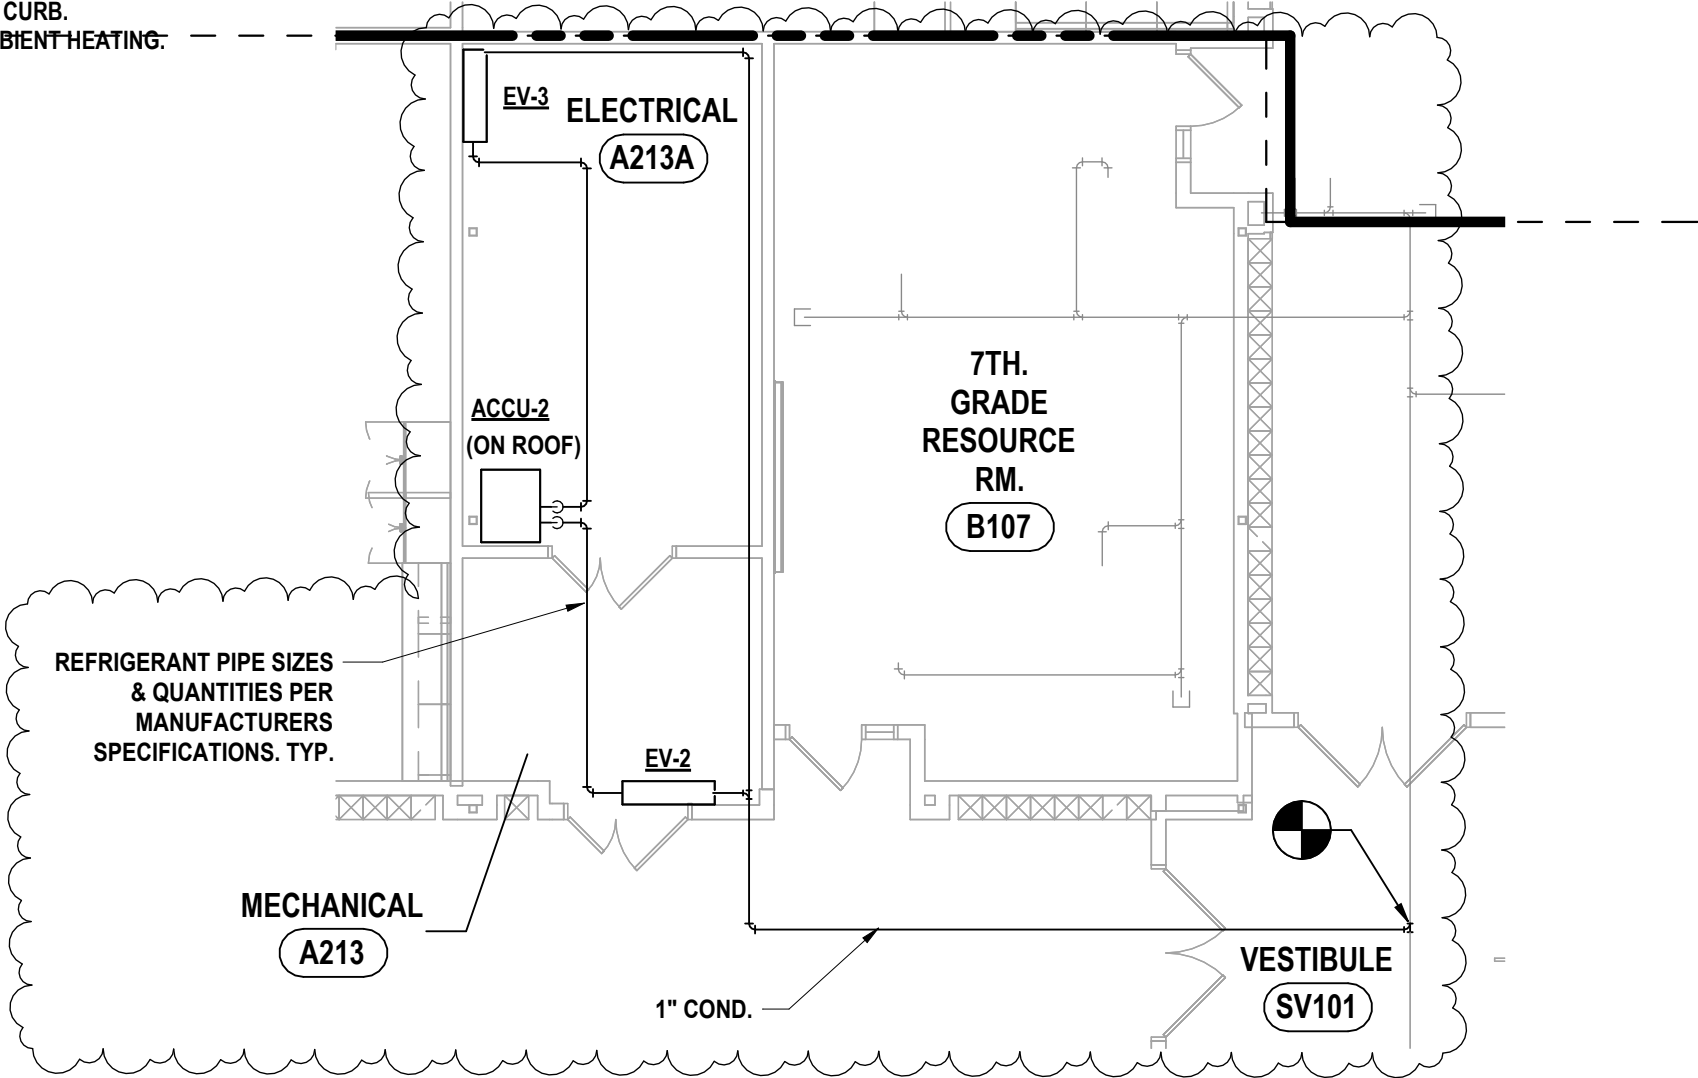 CURB.
BIENT HEATING.
EV-3
ELECTRICAL
A213A
ACCU-2
(ON ROOF)
7TH.
GRADE
RESOURCE
RM.
B107
REFRIGERANT PIPE SIZES
& QUANTITIES PER
MANUFACTURERS
SPECIFICATIONS. TYP.
EV-2
MECHANICAL
A213
VESTIBULE
SV101
1" COND.